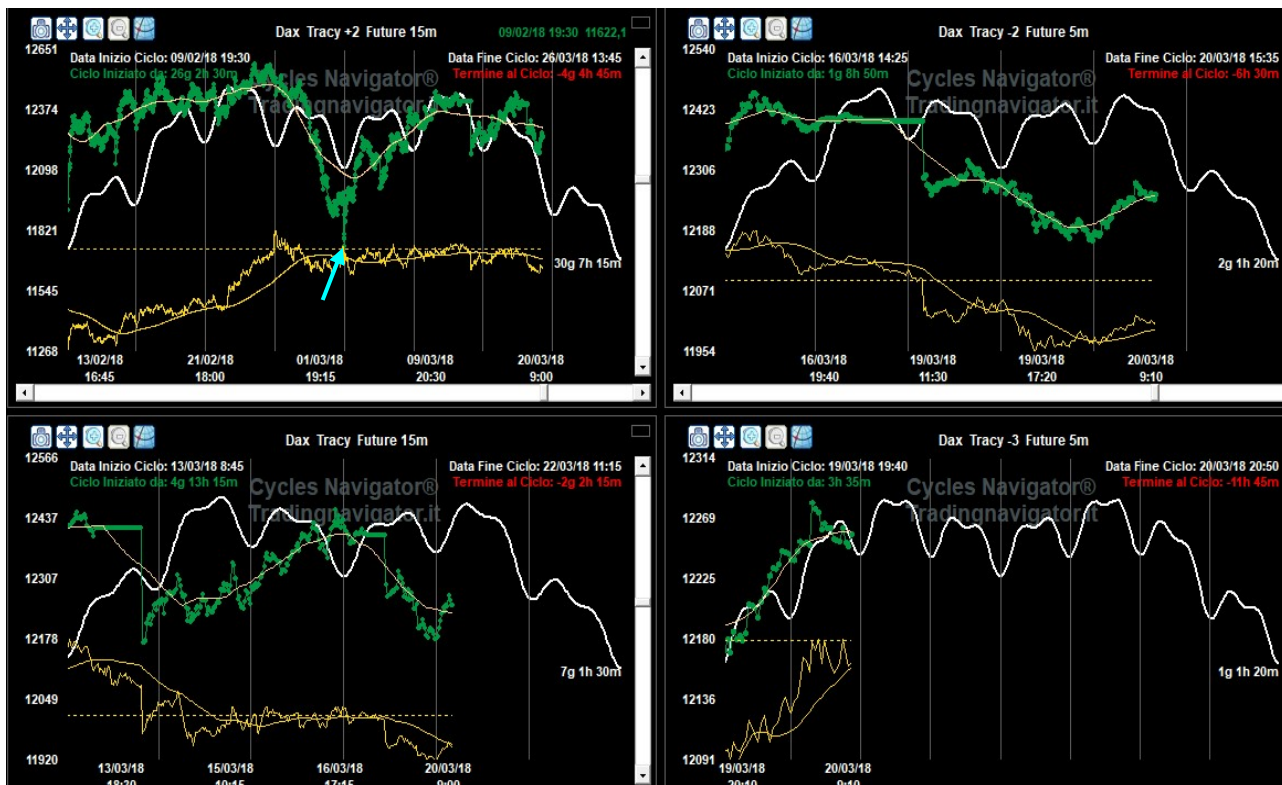 Dax Tracy +2 Future 15m
09/02/18 19:30 11622,1
12651
Data Inizio Ciclo: 09/02/18 19:30
Data Fine Ciclo: 26/03/18 13:45
Ciclo Iniziato da: 26g 2h 30m
Termine al Ciclo: -4g 4h 45m
Cycles Navigator®
Tradingnavigator.it
12374
12098
11821
30g 7h 15m
11545
11268
13/02/18 21/02/18 01/03/18 09/03/18 20/03/18
16:45 18:00 19:15 20:30 9:00
Dax Tracy -2 Future 5m
12540
Data Inizio Ciclo: 16/03/18 14:25
Data Fine Ciclo: 20/03/18 15:35
Ciclo Iniziato da: 1g 8h 50m
Termine al Ciclo: -6h 30m
Cycles Navigator®
Tradingnavigator.it
12423
12306
12188
2g 1h 20m
12071
11954
16/03/18 19/03/18 19/03/18 20/03/18
19:40 11:30 17:20 9:10
Dax Tracy Future 15m
12566
Data Inizio Ciclo: 13/03/18 8:45
Data Fine Ciclo: 22/03/18 11:15
Ciclo Iniziato da: 4g 13h 15m
Termine al Ciclo: -2g 2h 15m
Cycles Navigator®
Tradingnavigator.it
12437
12307
12178
7g 1h 30m
12049
11920
13/03/18 15/03/18 16/03/18 20/03/18
Dax Tracy -3 Future 5m
12314
Data Inizio Ciclo: 19/03/18 19:40
Data Fine Ciclo: 20/03/18 20:50
Ciclo Iniziato da: 3h 35m
Termine al Ciclo: -11h 45m
Cycles Navigator®
Tradingnavigator.it
12269
12225
12180
1g 1h 20m
12136
12091
19/03/18 20/03/18